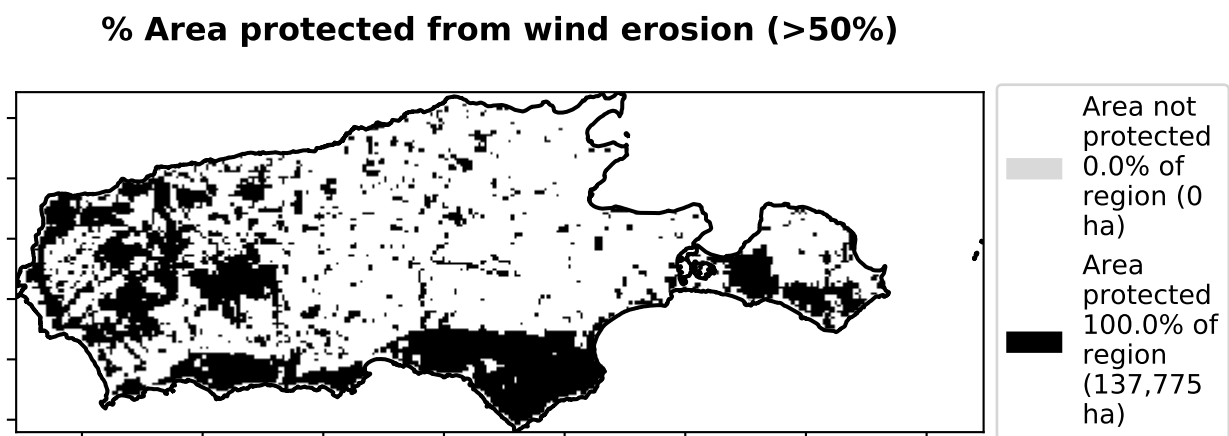 % Area protected from wind erosion (>50%)
Area not
protected
0.0% of
region (0
ha)
Area
protected
100.0% of
region
(137,775
ha)